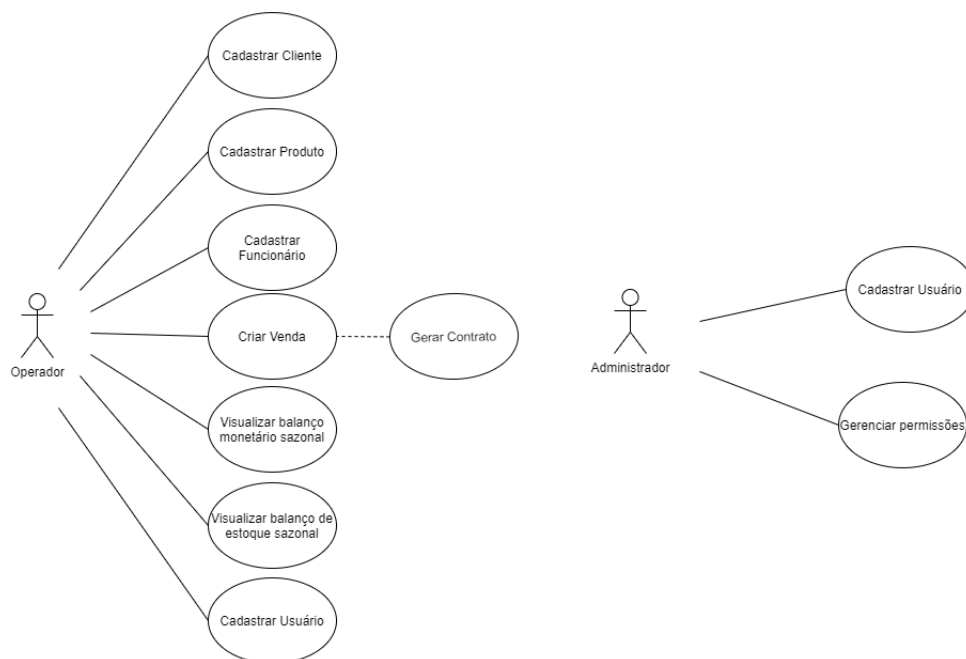 Cadastrar Cliente
Cadastrar Produto
Cadastrar
Funcionário
Operador
Criar Venda
Gerar Contrato
Visualizar balanço
monetário sazonal
Visualizar balanço de
estoque sazonal
Cadastrar Usuário
Administrador
Cadastrar Usuário
Gerenciar permissões